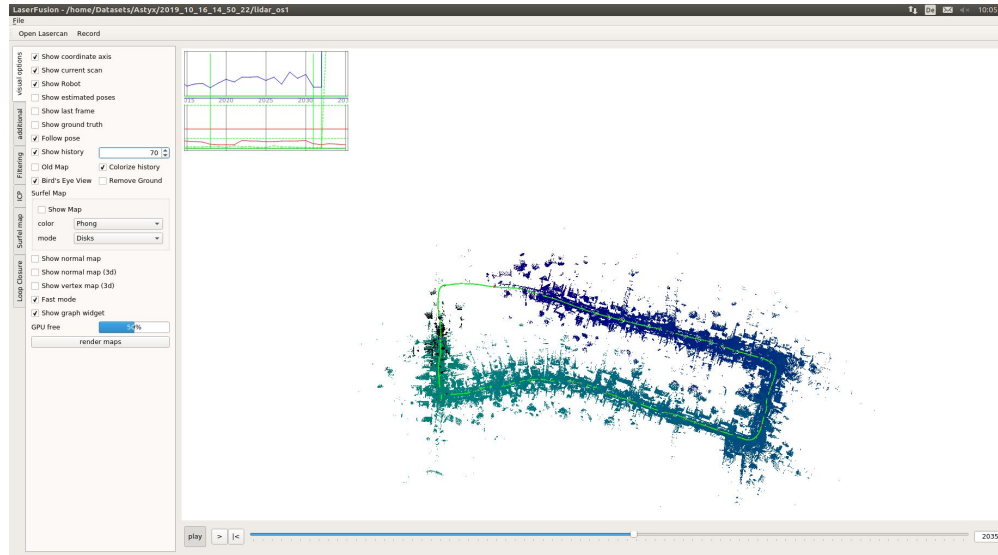 LaserFusion - /home/Datasets/Astyx/2019_10_16_14_50_22/lidar_os1
De
10:05
File
Open Lasercan Record
visual options
additional
Filtering
ICP
Surfel map
Loop Closure
Show coordinate axis
Show current scan
Show Robot
Show estimated poses
Show last frame
Show ground truth
Follow pose
Show history 70
Old Map Colorize history
Bird's Eye View Remove Ground
Surfel Map
Show Map
color Phong
mode Disks
Show normal map
Show normal map (3d)
Show vertex map (3d)
Fast mode
Show graph widget
GPU free
render maps
2020 2025 2030
play > |< 2035